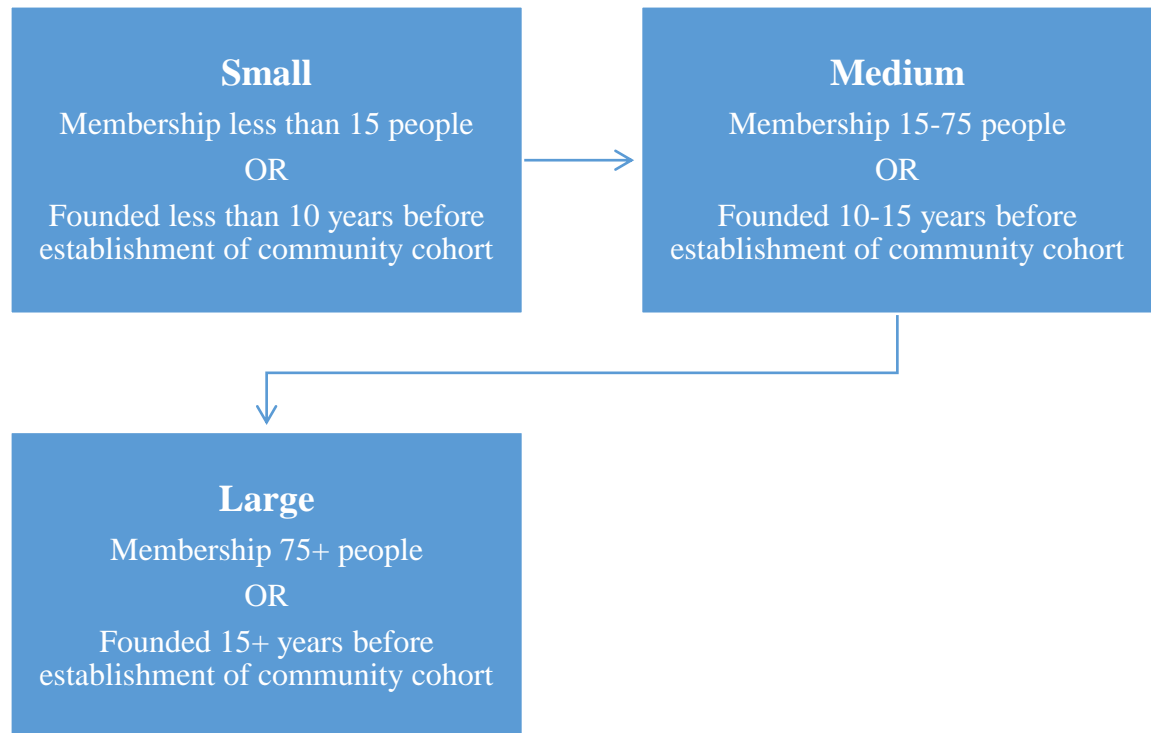 Small
Membership less than 15 people
OR
Founded less than 10 years before
establishment of community cohort
Medium
Membership 15-75 people
OR
Founded 10-15 years before
establishment of community cohort
Large
Membership 75+ people
OR
Founded 15+ years before
establishment of community cohort